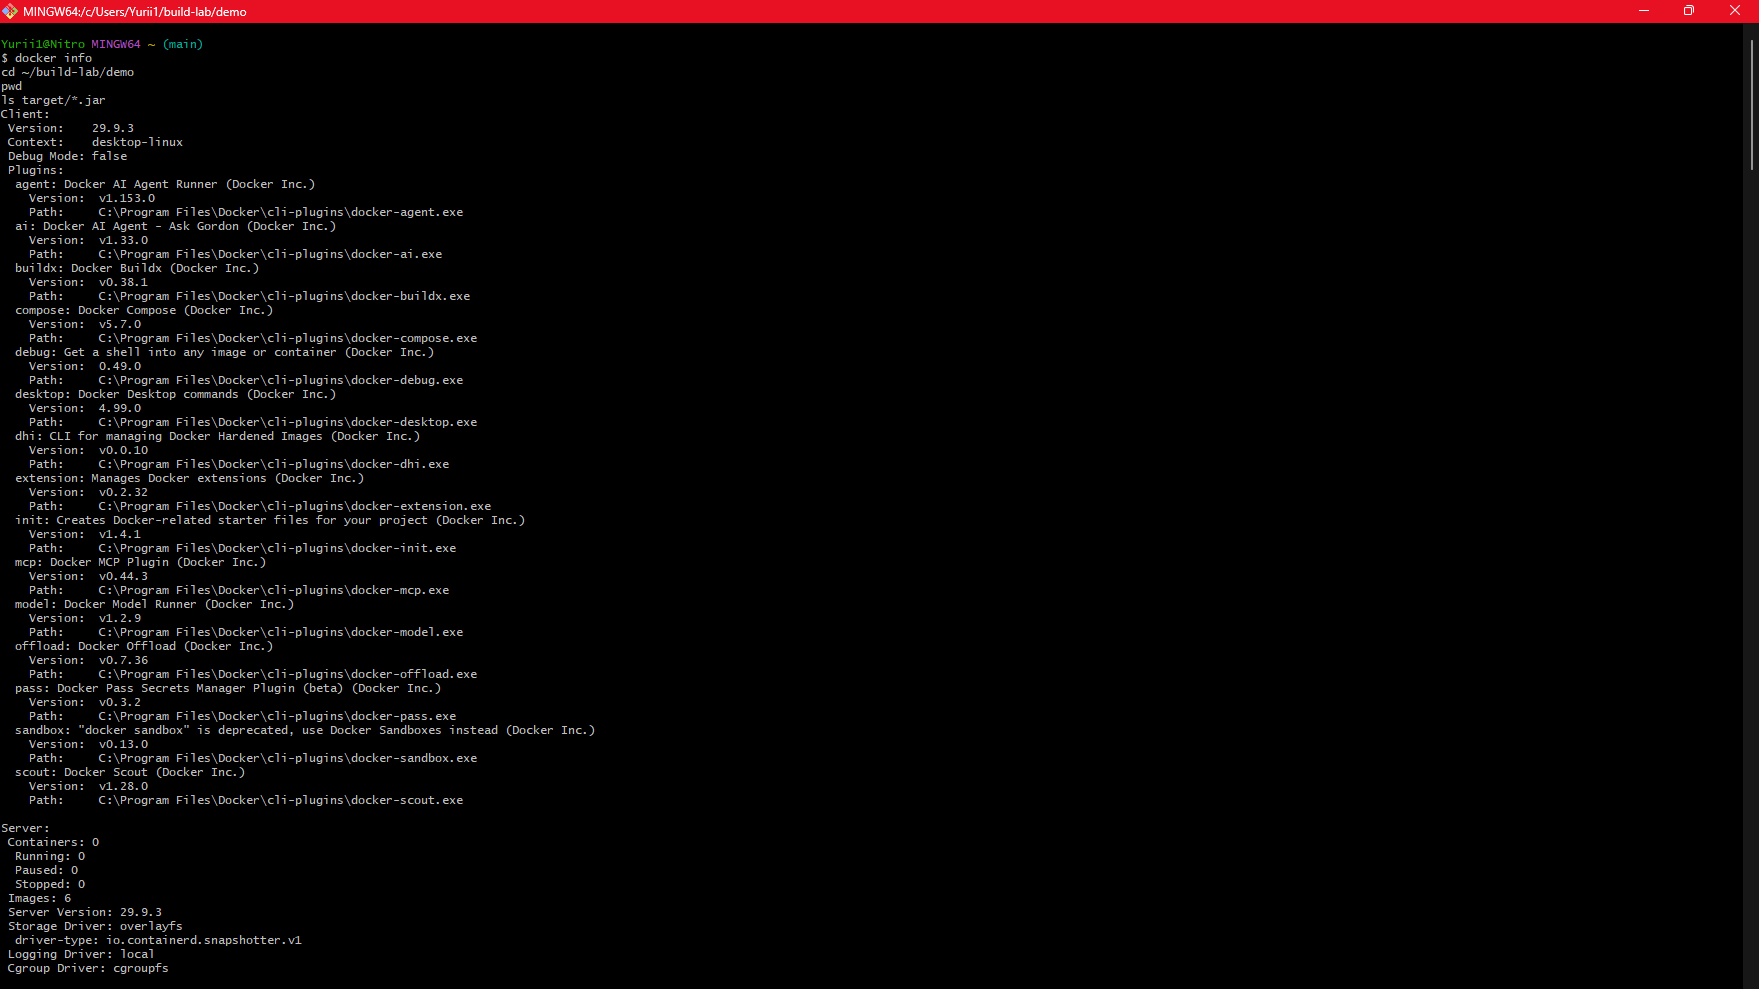 MINGW64:/c/Users/Yurii1/build-lab/demo
Yurii1@Nitro MINGW64 ~ (main)
$ docker info
cd ~/build-lab/demo
pwd
ls target/*.jar
Client:
 Version:    29.9.3
 Context:    desktop-linux
 Debug Mode: false
 Plugins:
  agent: Docker AI Agent Runner (Docker Inc.)
    Version:  v1.153.0
    Path:     C:\Program Files\Docker\cli-plugins\docker-agent.exe
  ai: Docker AI Agent - Ask Gordon (Docker Inc.)
    Version:  v1.33.0
    Path:     C:\Program Files\Docker\cli-plugins\docker-ai.exe
  buildx: Docker Buildx (Docker Inc.)
    Version:  v0.38.1
    Path:     C:\Program Files\Docker\cli-plugins\docker-buildx.exe
  compose: Docker Compose (Docker Inc.)
    Version:  v5.7.0
    Path:     C:\Program Files\Docker\cli-plugins\docker-compose.exe
  debug: Get a shell into any image or container (Docker Inc.)
    Version:  0.49.0
    Path:     C:\Program Files\Docker\cli-plugins\docker-debug.exe
  desktop: Docker Desktop commands (Docker Inc.)
    Version:  4.99.0
    Path:     C:\Program Files\Docker\cli-plugins\docker-desktop.exe
  dhi: CLI for managing Docker Hardened Images (Docker Inc.)
    Version:  v0.0.10
    Path:     C:\Program Files\Docker\cli-plugins\docker-dhi.exe
  extension: Manages Docker extensions (Docker Inc.)
    Version:  v0.2.32
    Path:     C:\Program Files\Docker\cli-plugins\docker-extension.exe
  init: Creates Docker-related starter files for your project (Docker Inc.)
    Version:  v1.4.1
    Path:     C:\Program Files\Docker\cli-plugins\docker-init.exe
  mcp: Docker MCP Plugin (Docker Inc.)
    Version:  v0.44.3
    Path:     C:\Program Files\Docker\cli-plugins\docker-mcp.exe
  model: Docker Model Runner (Docker Inc.)
    Version:  v1.2.9
    Path:     C:\Program Files\Docker\cli-plugins\docker-model.exe
  offload: Docker Offload (Docker Inc.)
    Version:  v0.7.36
    Path:     C:\Program Files\Docker\cli-plugins\docker-offload.exe
  pass: Docker Pass Secrets Manager Plugin (beta) (Docker Inc.)
    Version:  v0.3.2
    Path:     C:\Program Files\Docker\cli-plugins\docker-pass.exe
  sandbox: "docker sandbox" is deprecated, use Docker Sandboxes instead (Docker Inc.)
    Version:  v0.13.0
    Path:     C:\Program Files\Docker\cli-plugins\docker-sandbox.exe
  scout: Docker Scout (Docker Inc.)
    Version:  v1.28.0
    Path:     C:\Program Files\Docker\cli-plugins\docker-scout.exe
Server:
 Containers: 0
  Running: 0
  Paused: 0
  Stopped: 0
 Images: 6
 Server Version: 29.9.3
 Storage Driver: overlayfs
  driver-type: io.containerd.snapshotter.v1
 Logging Driver: local
 Cgroup Driver: cgroupfs